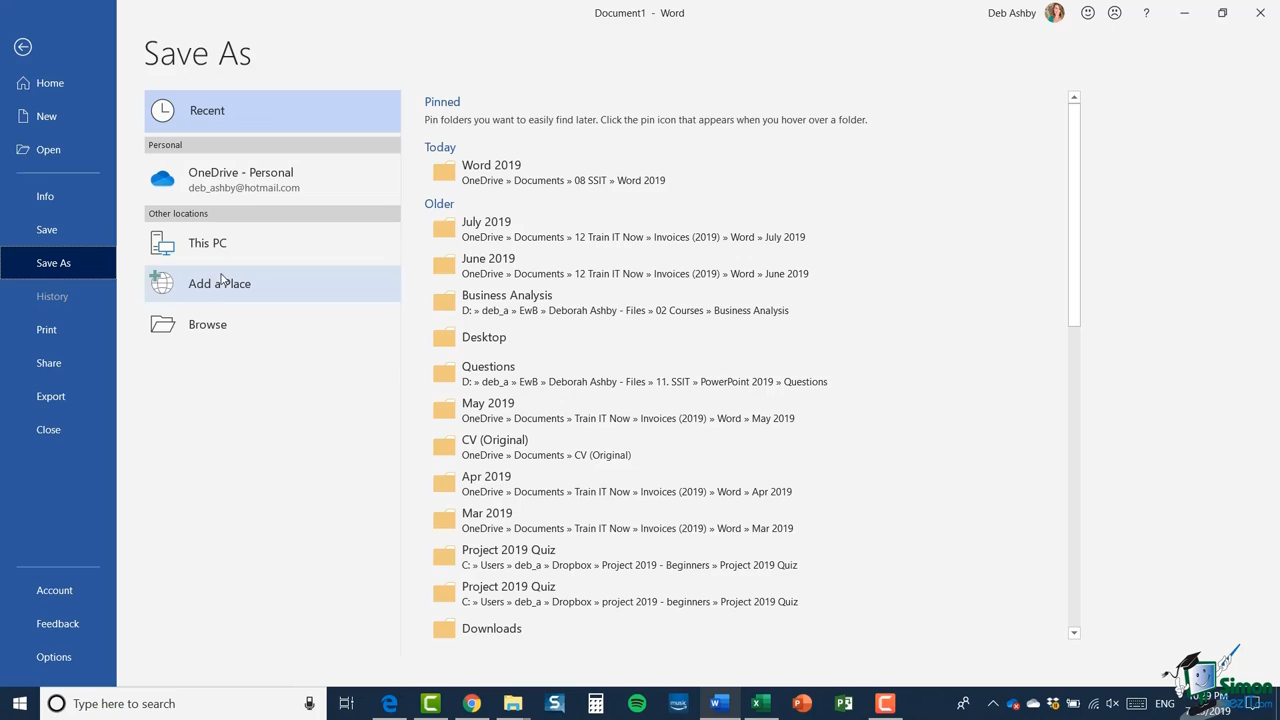 Document1 - Word
Deb Ashby
?
Save As
Home
New
Open
Info
Save
Save As
History
Print
Share
Export
Close
Account
Feedback
Options
Recent
Personal
OneDrive - Personal
deb_ashby@hotmail.com
Other locations
This PC
Add a Place
Browse
Pinned
Pin folders you want to easily find later. Click the pin icon that appears when you hover over a folder.
Today
Word 2019
OneDrive » Documents » 08 SSIT » Word 2019
Older
July 2019
OneDrive » Documents » 12 Train IT Now » Invoices (2019) » Word » July 2019
June 2019
OneDrive » Documents » 12 Train IT Now » Invoices (2019) » Word » June 2019
Business Analysis
D: » deb_a » EwB » Deborah Ashby - Files » 02 Courses » Business Analysis
Desktop
Questions
D: » deb_a » EwB » Deborah Ashby - Files » 11. SSIT » PowerPoint 2019 » Questions
May 2019
OneDrive » Documents » Train IT Now » Invoices (2019) » Word » May 2019
CV (Original)
OneDrive » Documents » CV (Original)
Apr 2019
OneDrive » Documents » Train IT Now » Invoices (2019) » Word » Apr 2019
Mar 2019
OneDrive » Documents » Train IT Now » Invoices (2019) » Word » Mar 2019
Project 2019 Quiz
C: » Users » deb_a » Dropbox » Project 2019 - Beginners » Project 2019 Quiz
Project 2019 Quiz
C: » Users » deb_a » Dropbox » project 2019 - beginners » Project 2019 Quiz
Downloads
Type here to search
ENG
Simon